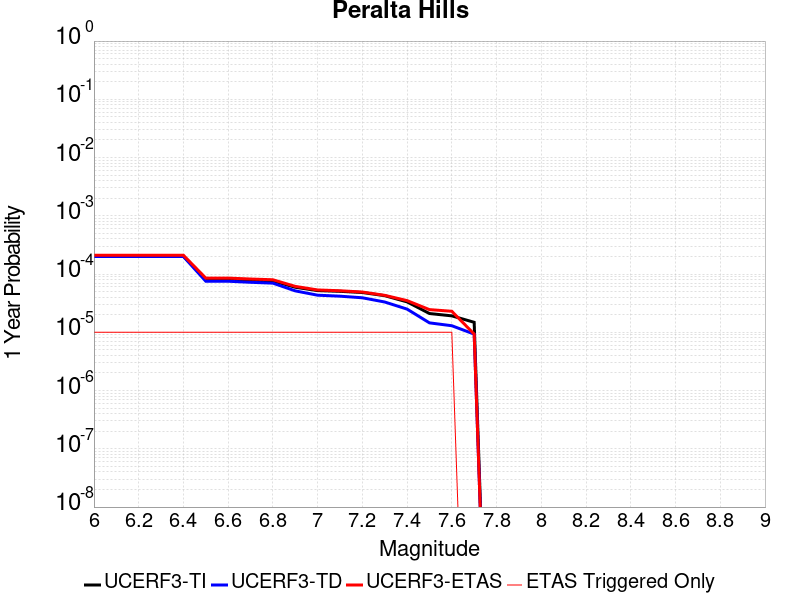 Peralta Hills
1 Year Probability
10^0
10^-1
10^-2
10^-3
10^-4
10^-5
10^-6
10^-7
10^-8
6 6.2 6.4 6.6 6.8 7 7.2 7.4 7.6 7.8 8 8.2 8.4 8.6 8.8 9
Magnitude
UCERF3-TI UCERF3-TD UCERF3-ETAS ETAS Triggered Only